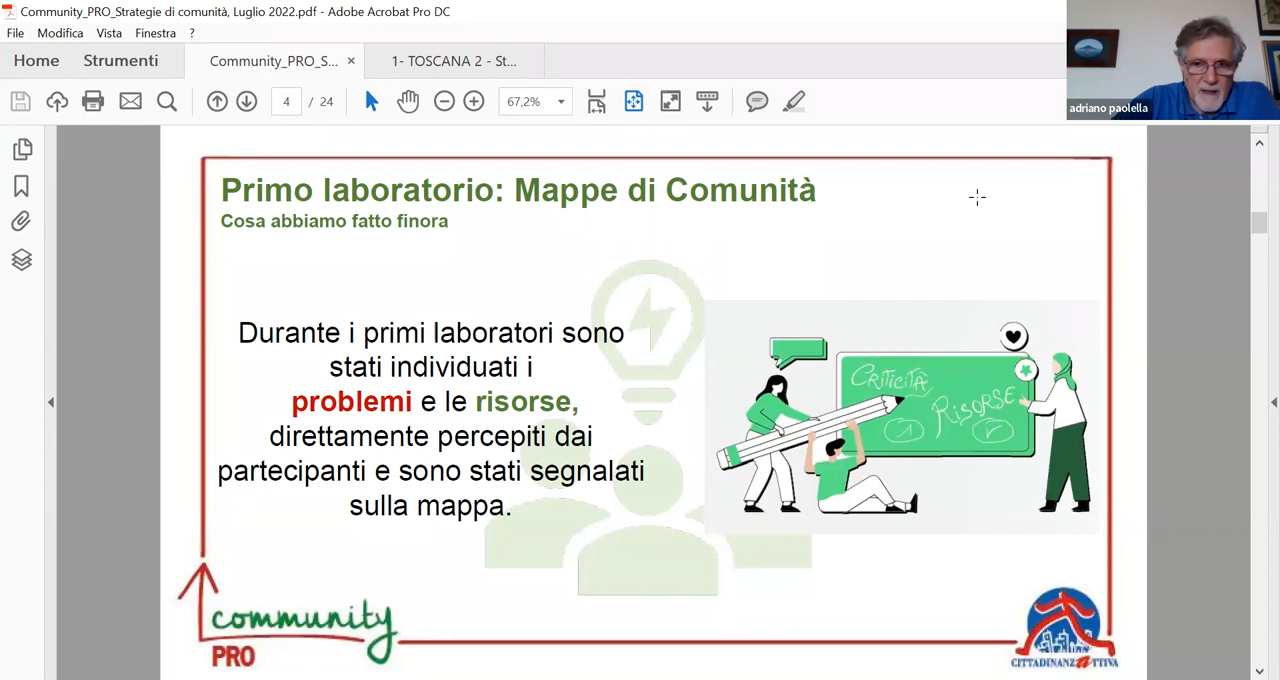 Community_PRO_Strategie di comunità, Luglio 2022.pdf - Adobe Acrobat Pro DC
File Modifica Vista Finestra ?
Home Strumenti Community_PRO_S... × 1- TOSCANA 2 - St...
4 / 24 67,2%
adriano paolella
Primo laboratorio: Mappe di Comunità
Cosa abbiamo fatto finora
Durante i primi laboratori sono
stati individuati i
problemi e le risorse,
direttamente percepiti dai
partecipanti e sono stati segnalati
sulla mappa.
CRITICITÀ
RISORSE
1
community
PRO
CITTADINANZATTIVA